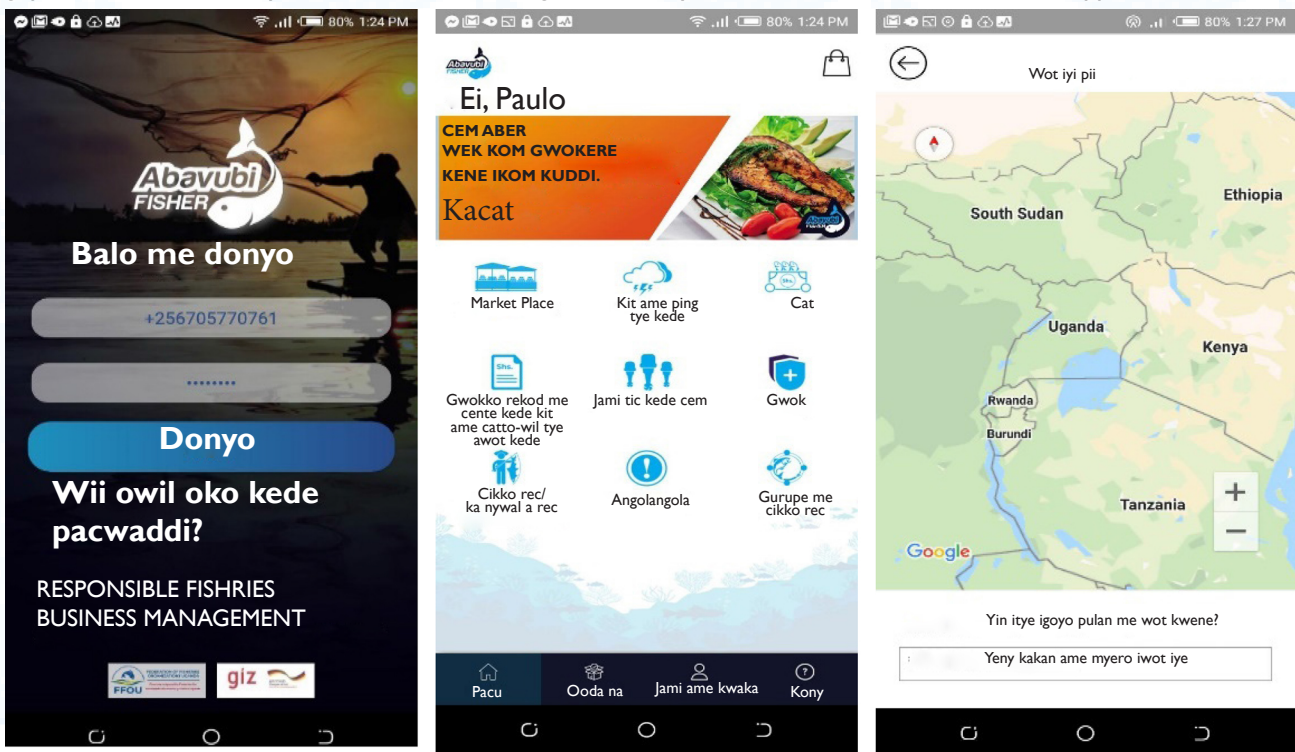 80% 1:24 PM
Abavubi
FISHER
Balo me donyo
+256705770761
Donyo
Wii owil oko kede
pacwaddi?
RESPONSIBLE FISHRIES
BUSINESS MANAGEMENT
FFOU
giz
80% 1:24 PM
Abavubi
FISHER
Ei, Paulo
CEM ABER
WEK KOM GWOKERE
KENE IKOM KUDDI.
Kacat
Abavubi
Market Place
Kit ame ping
tye kede
Shs.
Cat
Shs.
Gwokko rekod me
cente kede kit
ame catto-wil tye
awot kede
Jami tic kede cem
Gwok
Cikko rec/
ka nywal a rec
Angolangola
Gurupe me
cikko rec
Pacu
Ooda na
Jami ame kwaka
Kony
80% 1:27 PM
Wot iyi pii
Ethiopia
South Sudan
Uganda
Kenya
Rwanda
Burundi
Tanzania
Google
Yin itye igoyo pulan me wot kwene?
Yeny kakan ame myero iwot iye